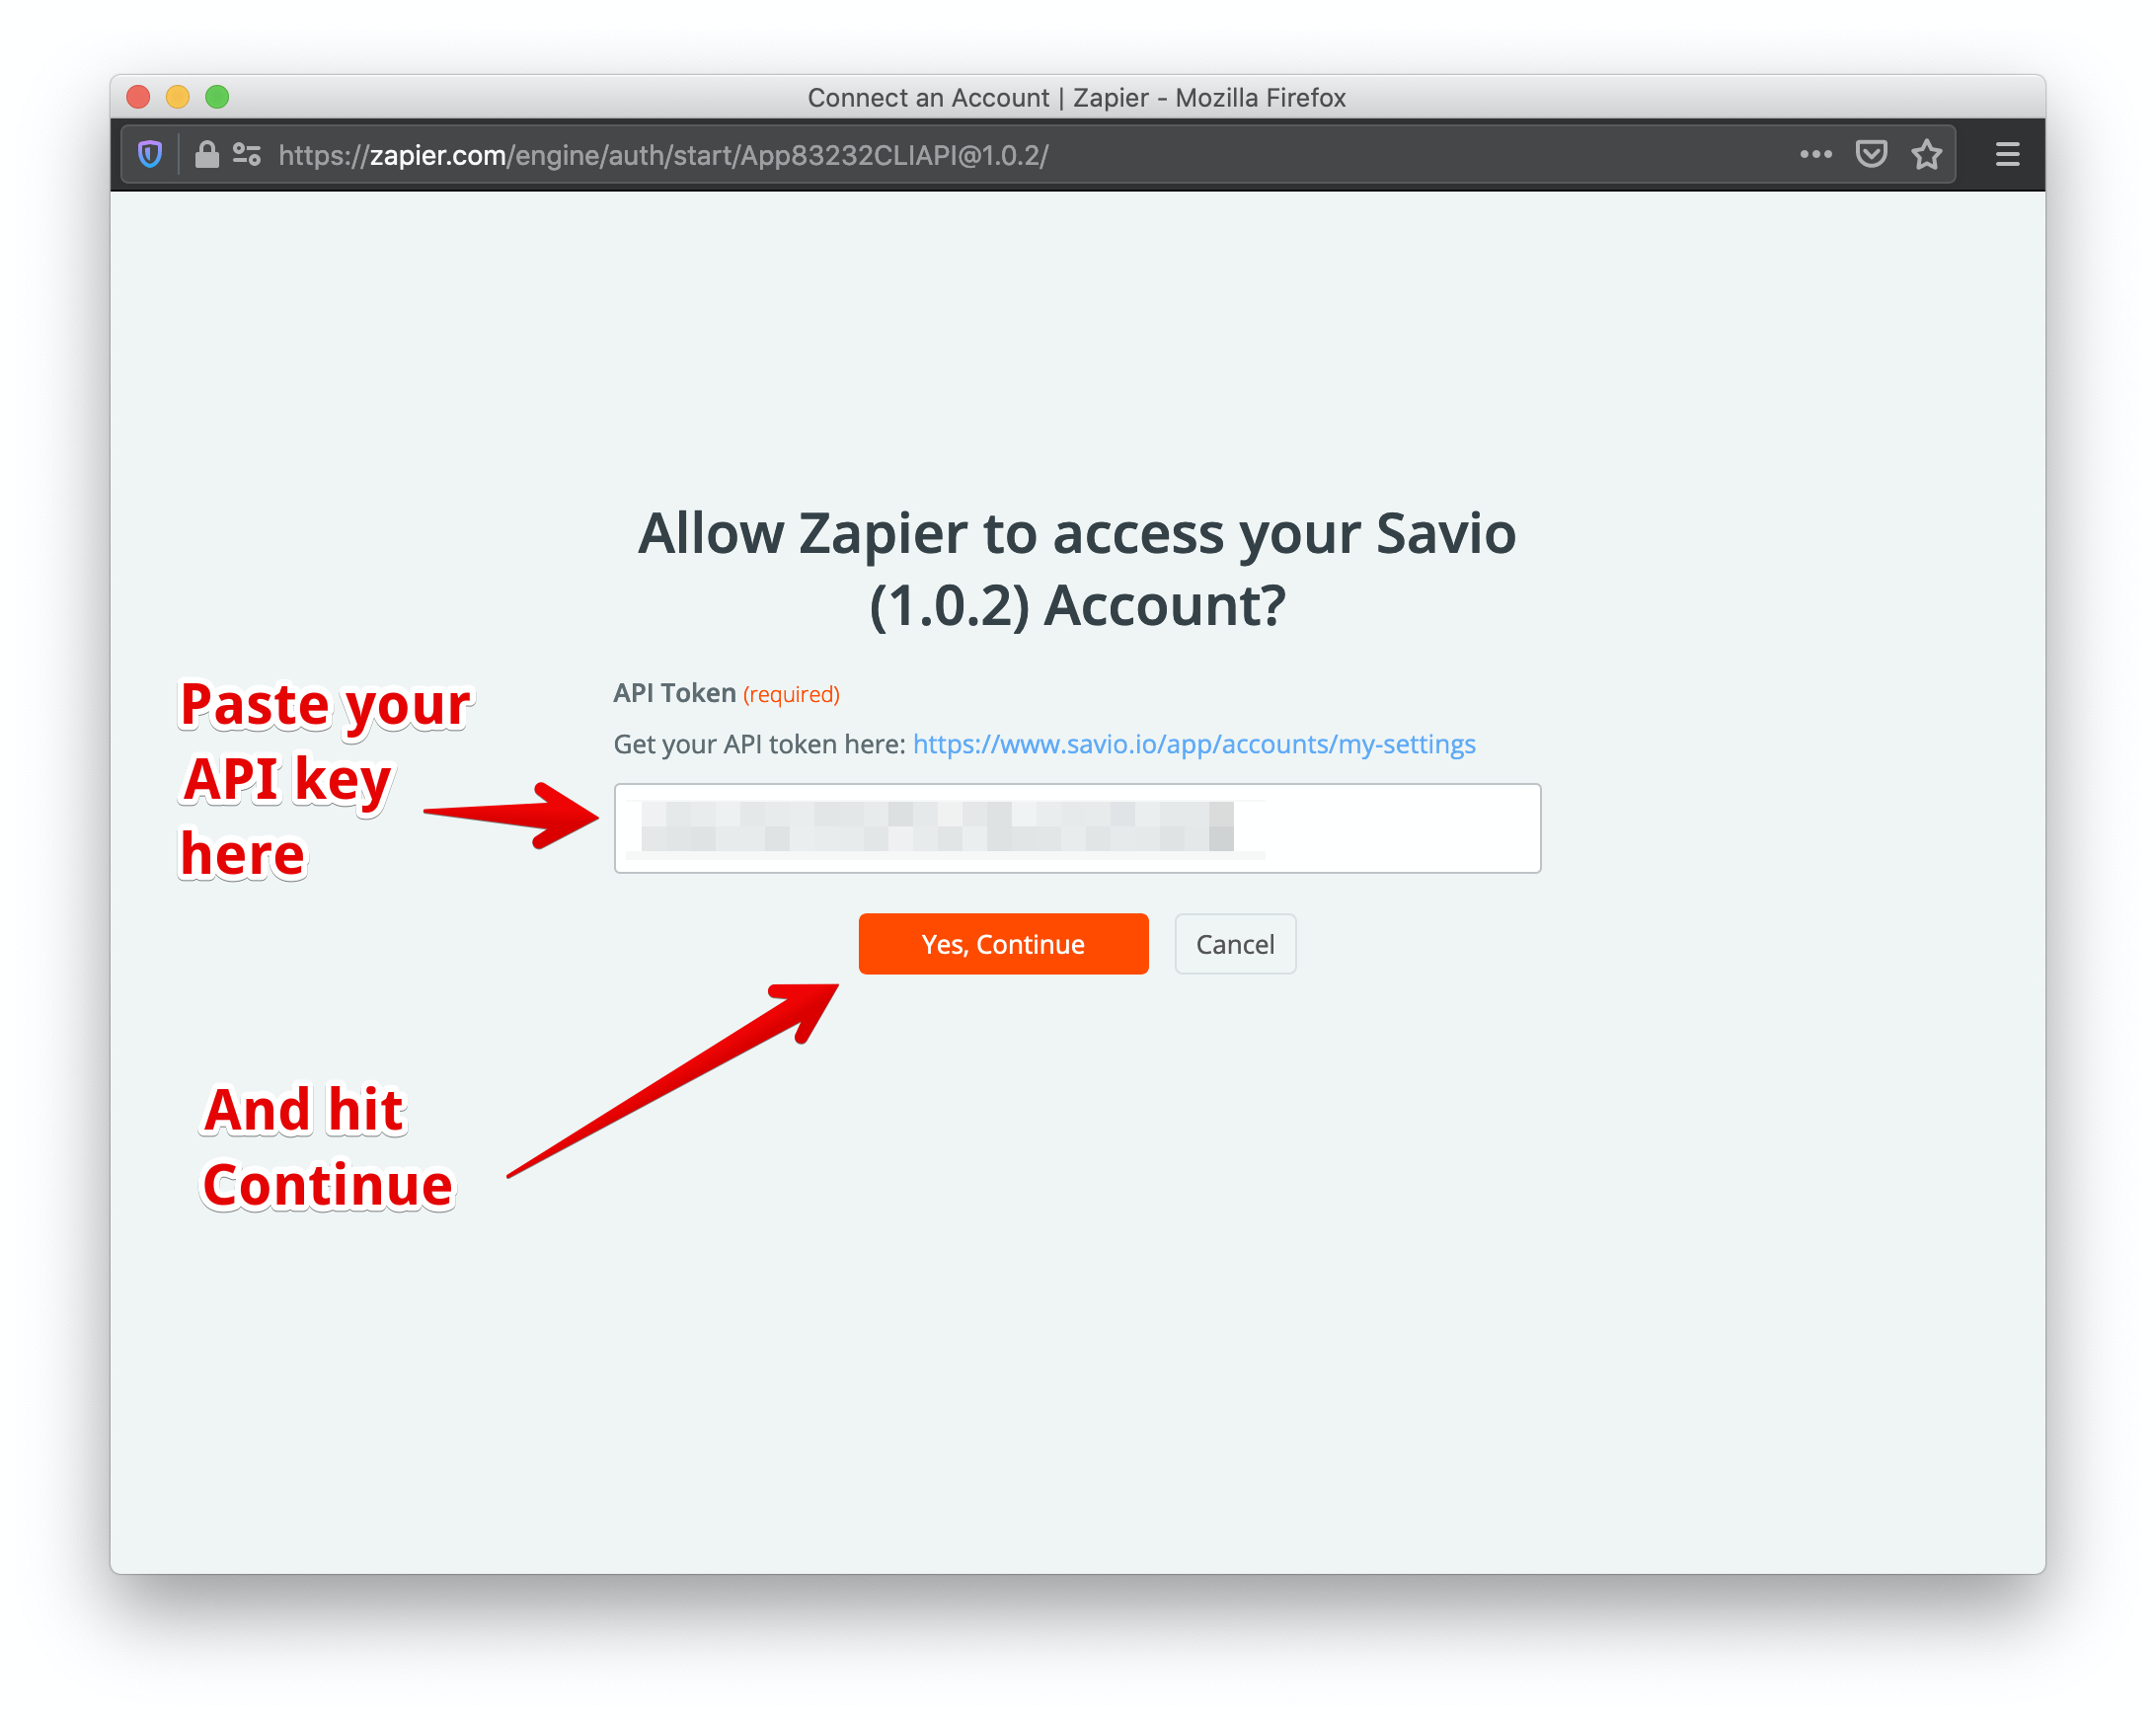 Connect an Account | Zapier - Mozilla Firefox
https://zapier.com/engine/auth/start/App83232CLIAPI@1.0.2/
Allow Zapier to access your Savio
(1.0.2) Account?
Paste your
API key
here
API Token (required)
Get your API token here: https://www.savio.io/app/accounts/my-settings
Yes, Continue
Cancel
And hit
Continue